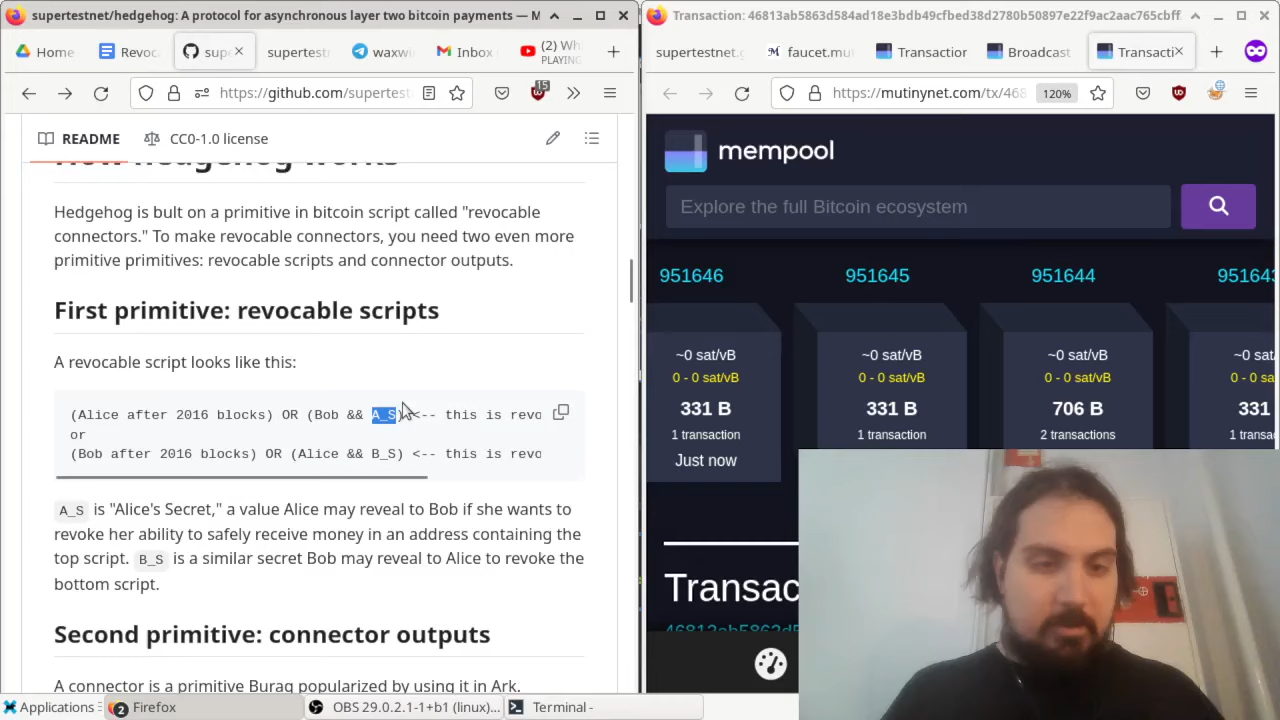 supertestnet/hedgehog: A protocol for asynchronous layer two bitcoin payments — M
Home
Revoc
supe
supertestn
waxwi
Inbox
(2) Wh
PLAYING
15
https://github.com/supertest
README
CC0-1.0 license
How hedgehog works
Hedgehog is bult on a primitive in bitcoin script called "revocable
connectors." To make revocable connectors, you need two even more
primitive primitives: revocable scripts and connector outputs.
First primitive: revocable scripts
A revocable script looks like this:
(Alice after 2016 blocks) OR (Bob && A_S) <-- this is revo
or
(Bob after 2016 blocks) OR (Alice && B_S) <-- this is revo
A_S is "Alice's Secret," a value Alice may reveal to Bob if she wants to
revoke her ability to safely receive money in an address containing the
top script. B_S is a similar secret Bob may reveal to Alice to revoke the
bottom script.
Second primitive: connector outputs
A connector is a primitive Buraq popularized by using it in Ark.
Transaction: 46813ab5863d584ad18e3bdb49cfbed38d2780b50897e22f9ac2aac765cbff
supertestnet.g
faucet.mu
Transaction
Broadcast
Transacti
https://mutinynet.com/tx/468
120%
mempool
Explore the full Bitcoin ecosystem
951646
951645
951644
951643
~0 sat/vB
~0 sat/vB
~0 sat/vB
~0 sat
0 - 0 sat/vB
0 - 0 sat/vB
0 - 0 sat/vB
0 - 0 sa
331 B
331 B
706 B
331
1 transaction
1 transaction
2 transactions
1 transa
Just now
Transac
46813ab5863d5
Applications
2 Firefox
OBS 29.0.2.1-1+b1 (linux)...
Terminal -